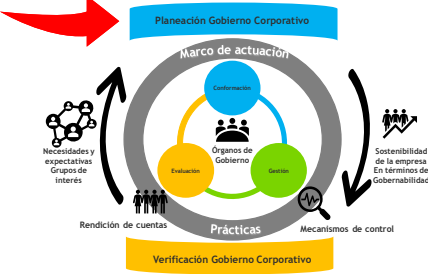 Planeación Gobierno Corporativo
Marco de actuación
Conformación
Órganos de
Gobierno
Evaluación
Gestión
Necesidades y
expectativas
Grupos de
interés
Sostenibilidad
de la empresa
En términos de
Gobernabilidad
Rendición de cuentas
Prácticas
Mecanismos de control
Verificación Gobierno Corporativo